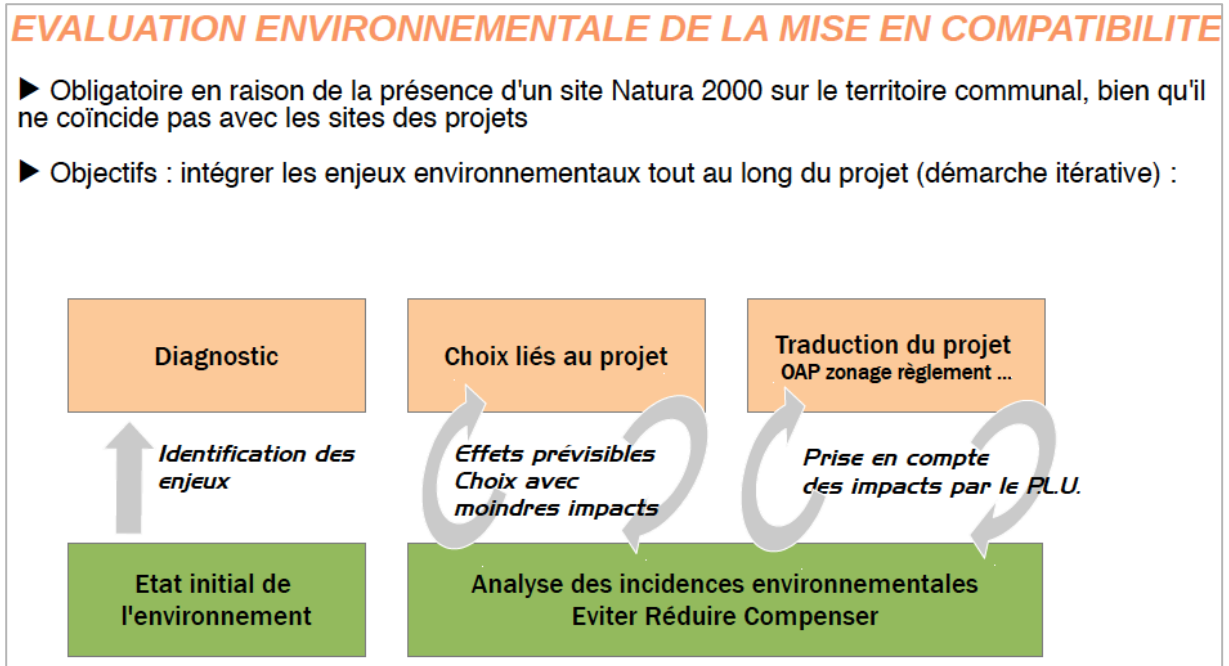 EVALUATION ENVIRONNEMENTALE DE LA MISE EN COMPATIBILITE
▶ Obligatoire en raison de la présence d'un site Natura 2000 sur le territoire communal, bien qu'il
ne coïncide pas avec les sites des projets
▶ Objectifs : intégrer les enjeux environnementaux tout au long du projet (démarche itérative) :
Diagnostic
Choix liés au projet
Traduction du projet
OAP zonage règlement ...
Identification des
enjeux
Effets prévisibles
Choix avec
moindres impacts
Prise en compte
des impacts par le P.L.U.
Etat initial de
l'environnement
Analyse des incidences environnementales
Eviter Réduire Compenser